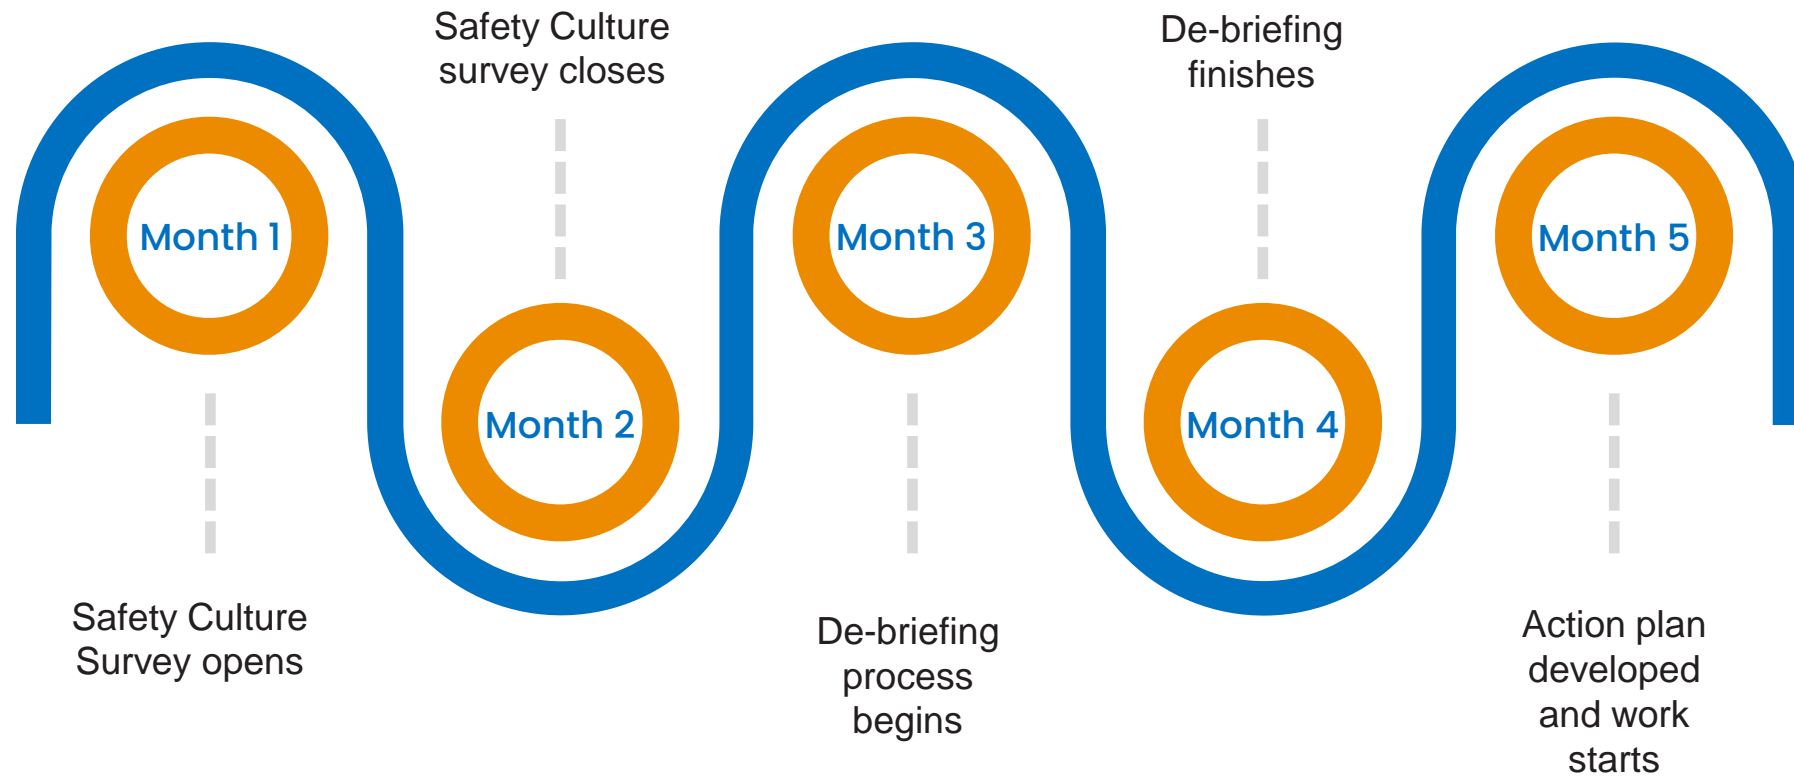 Month 1
Safety Culture
Survey opens
Safety Culture
survey closes
Month 2
Month 3
De-briefing
process
begins
De-briefing
finishes
Month 4
Month 5
Action plan
developed
and work
starts